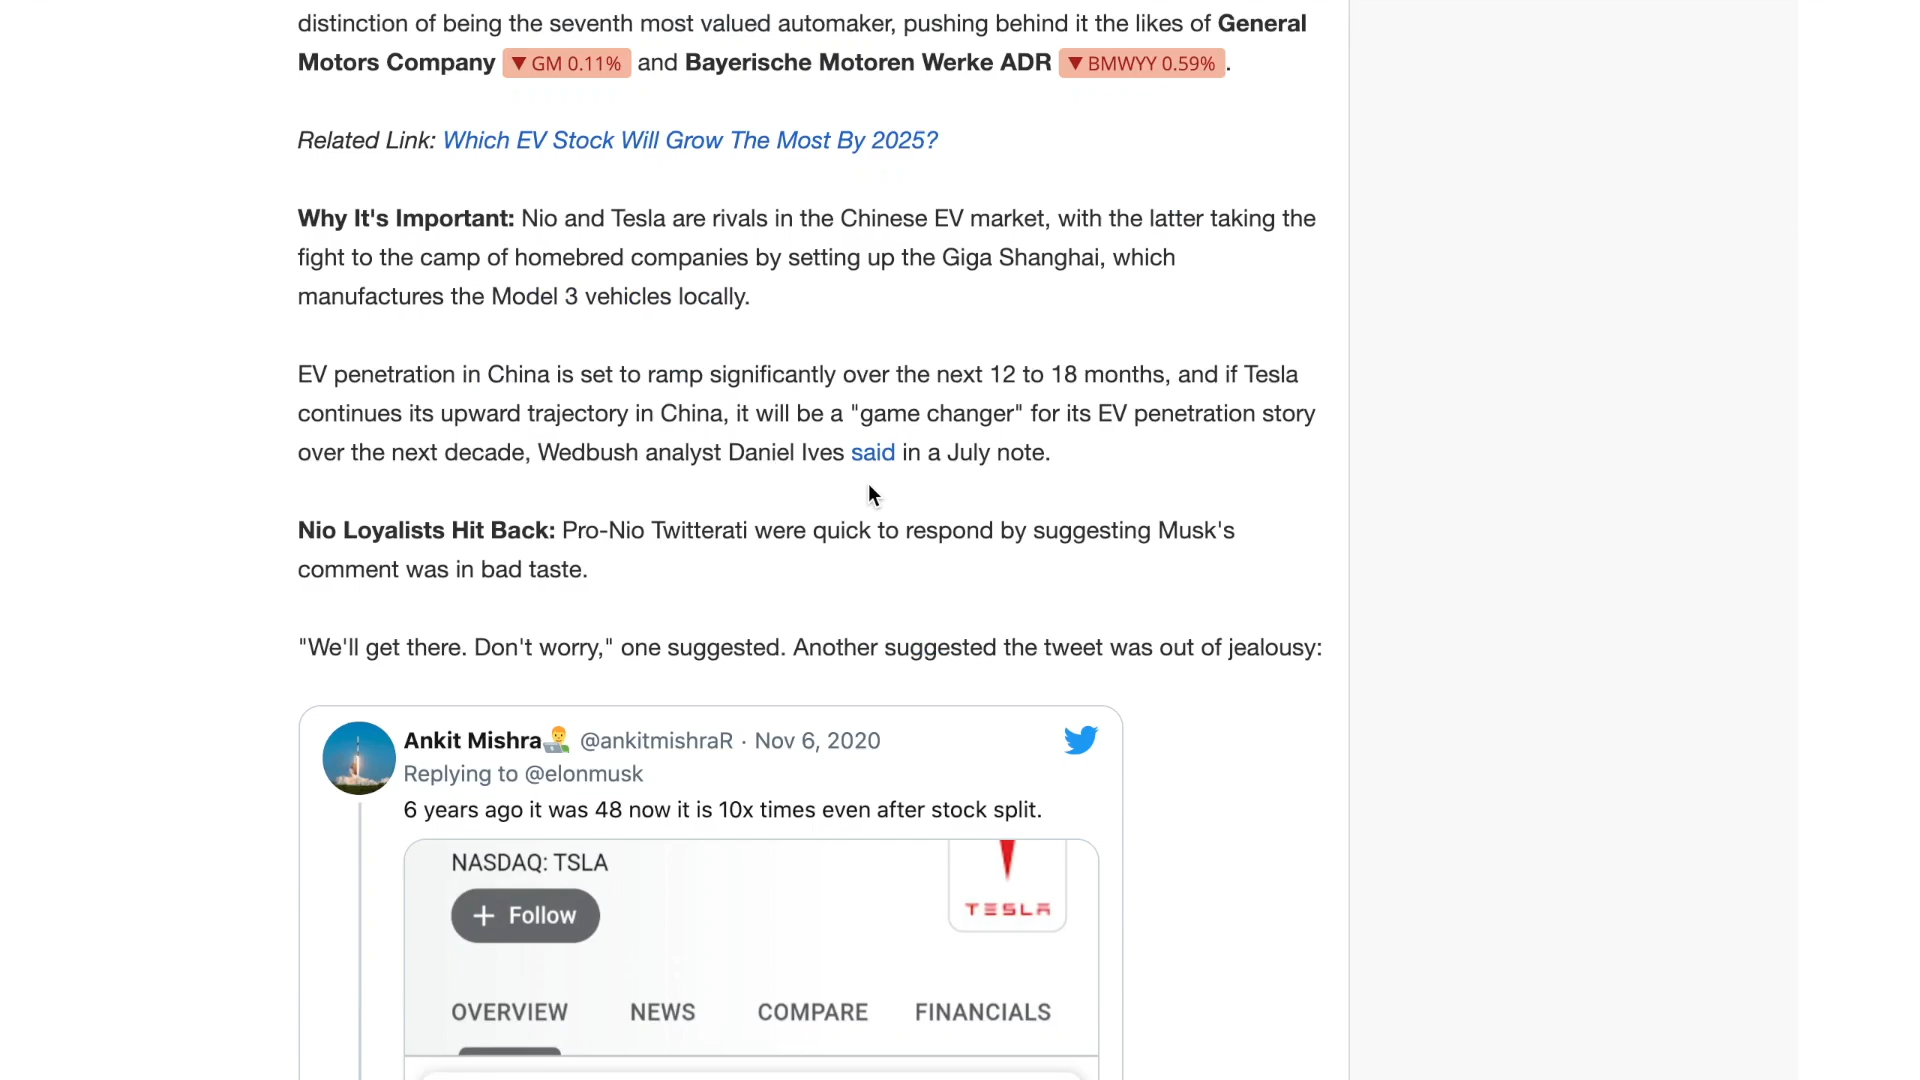 distinction of being the seventh most valued automaker, pushing behind it the likes of General
Motors Company ▼ GM 0.11% and Bayerische Motoren Werke ADR ▼ BMWYY 0.59% .
Related Link: Which EV Stock Will Grow The Most By 2025?
Why It's Important: Nio and Tesla are rivals in the Chinese EV market, with the latter taking the
fight to the camp of homebred companies by setting up the Giga Shanghai, which
manufactures the Model 3 vehicles locally.
EV penetration in China is set to ramp significantly over the next 12 to 18 months, and if Tesla
continues its upward trajectory in China, it will be a "game changer" for its EV penetration story
over the next decade, Wedbush analyst Daniel Ives said in a July note.
Nio Loyalists Hit Back: Pro-Nio Twitterati were quick to respond by suggesting Musk's
comment was in bad taste.
"We'll get there. Don't worry," one suggested. Another suggested the tweet was out of jealousy:
Ankit Mishra👨‍💻 @ankitmishraR · Nov 6, 2020
Replying to @elonmusk
6 years ago it was 48 now it is 10x times even after stock split.
NASDAQ: TSLA
TESLA
+ Follow
OVERVIEW NEWS COMPARE FINANCIALS